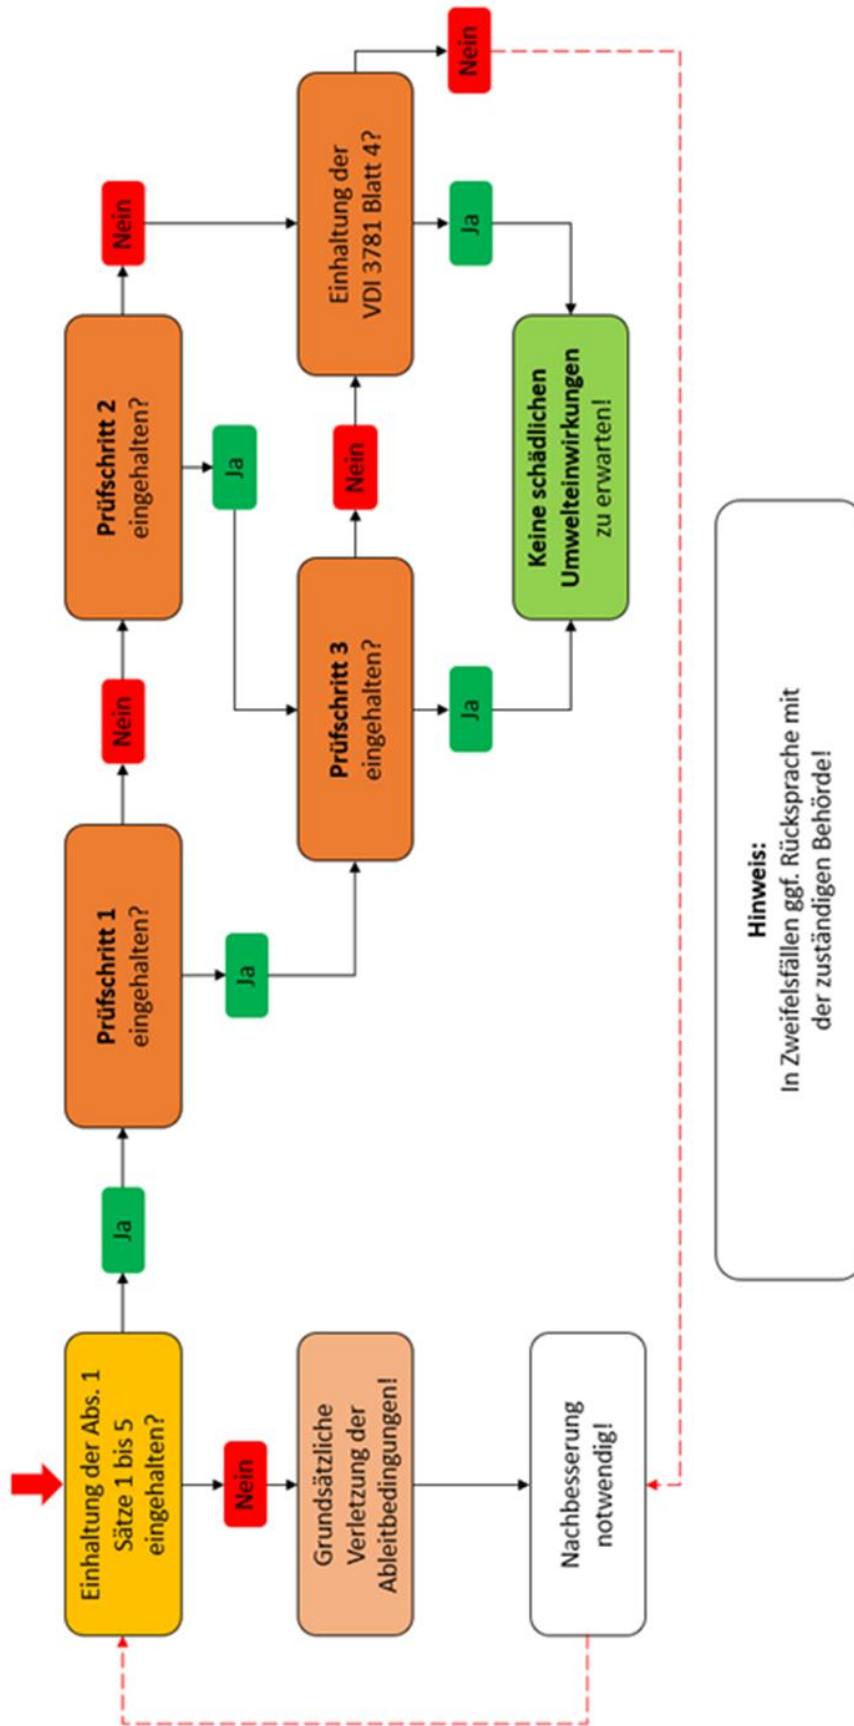 Einhaltung der Abs. 1
Sätze 1 bis 5
eingehalten?
Ja
Prüfschritt 1
eingehalten?
Nein
Prüfschritt 2
eingehalten?
Nein
Nein
Grundsätzliche
Verletzung der
Ableitbedingungen!
Ja
Prüfschritt 3
eingehalten?
Ja
Nein
Einhaltung der
VDI 3781 Blatt 4?
Nachbesserung
notwendig!
Ja
Keine schädlichen
Umwelteinwirkungen
zu erwarten!
Ja
Nein
Hinweis:
In Zweifelsfällen ggf. Rücksprache mit
der zuständigen Behörde!